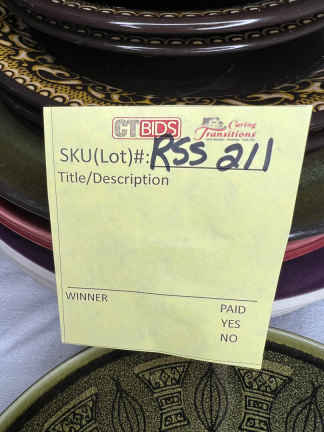 CTBIDS Caring Transitions
SKU(Lot)#: RSS 211
Title/Description
WINNER
PAID
YES
NO